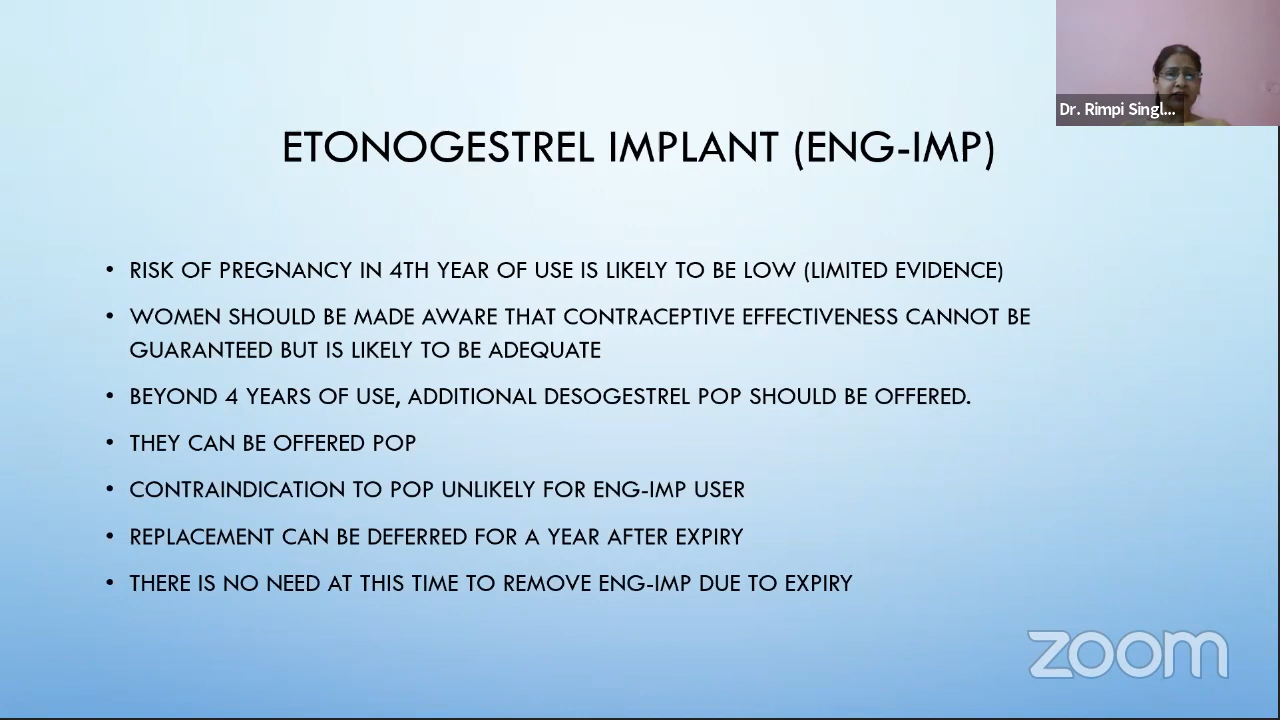 Dr. Rimpi Singl...
ETONOGESTREL IMPLANT (ENG-IMP)
• RISK OF PREGNANCY IN 4TH YEAR OF USE IS LIKELY TO BE LOW (LIMITED EVIDENCE)
• WOMEN SHOULD BE MADE AWARE THAT CONTRACEPTIVE EFFECTIVENESS CANNOT BE
GUARANTEED BUT IS LIKELY TO BE ADEQUATE
• BEYOND 4 YEARS OF USE, ADDITIONAL DESOGESTREL POP SHOULD BE OFFERED.
• THEY CAN BE OFFERED POP
• CONTRAINDICATION TO POP UNLIKELY FOR ENG-IMP USER
• REPLACEMENT CAN BE DEFERRED FOR A YEAR AFTER EXPIRY
• THERE IS NO NEED AT THIS TIME TO REMOVE ENG-IMP DUE TO EXPIRY
zoom